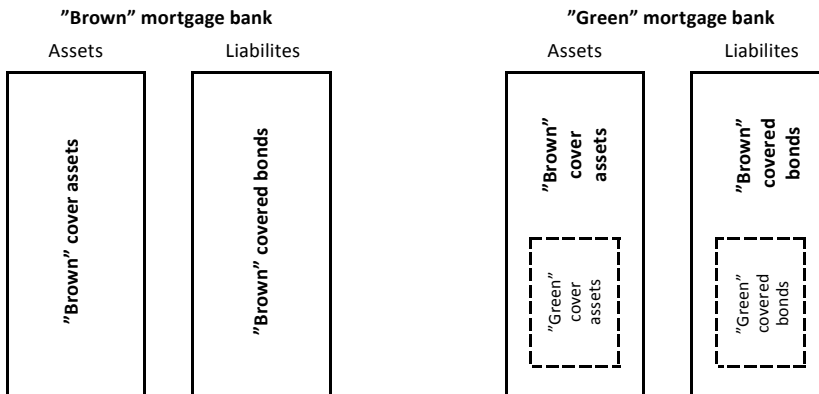 ”Brown” mortgage bank
Assets
Liabilites
”Brown” cover assets
”Brown” covered bonds
”Green” mortgage bank
Assets
Liabilites
”Brown”
cover
assets
”Green”
cover
assets
”Brown”
covered
bonds
”Green”
covered
bonds